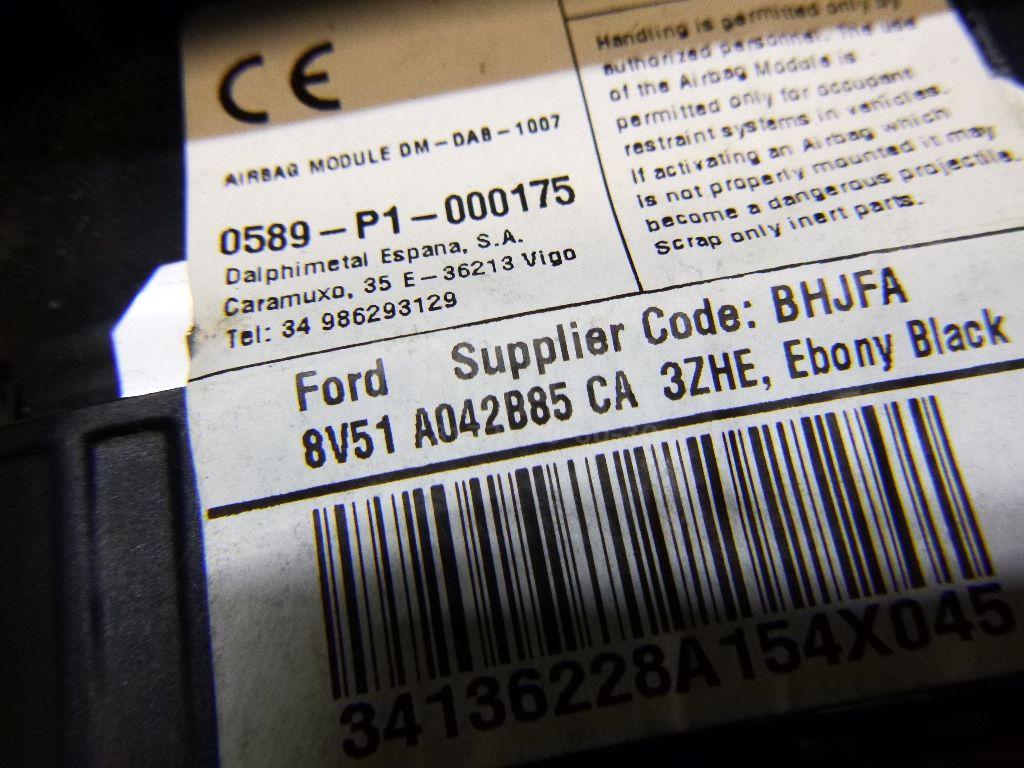 CE
AIRBAG MODULE DM-DAB-1007
0589-P1-000175
Dalphimetal Espana, S.A.
Caramuxo, 35 E-36213 Vigo
Tel: 34 986293129
Handling is permitted only by
authorized personnel. The use
of the Airbag Module is
permitted only for occupant
restraint systems in vehicles.
If activating an Airbag which
is not properly mounted it may
become a dangerous projectile.
Scrap only inert parts.
Ford Supplier Code: BHJFA
8V51 A042B85 CA 3ZHE, Ebony Black
34136228A154X045